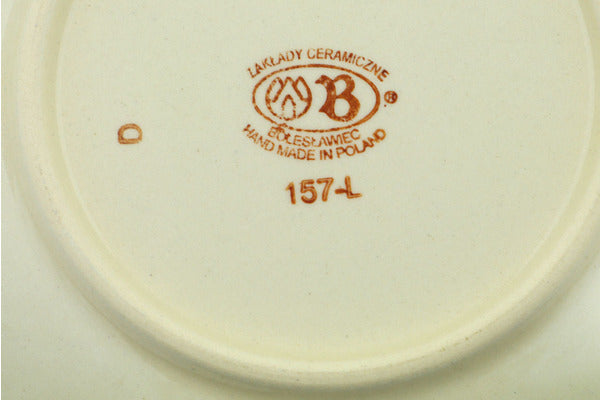 ZAKŁADY CERAMICZNE
B ®
BOLESŁAWIEC
HAND MADE IN POLAND
D
157-L